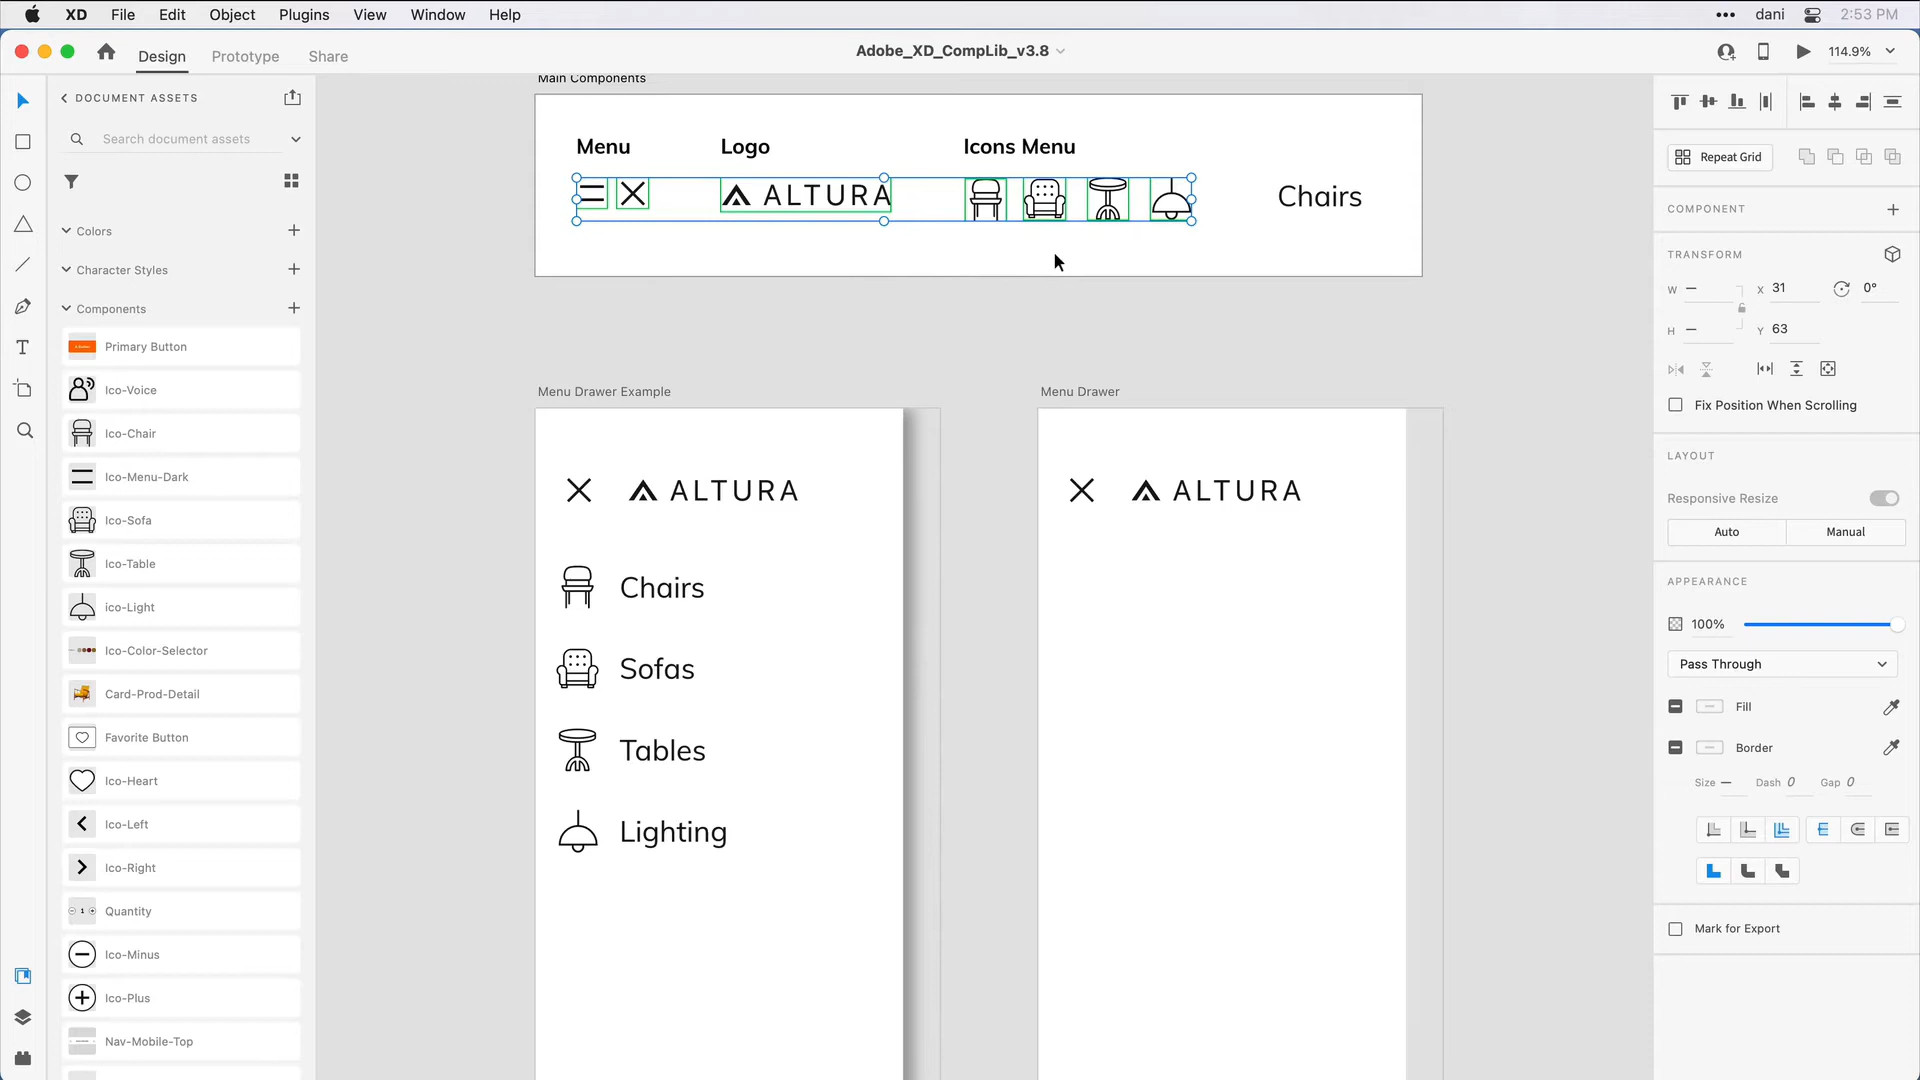 XD File Edit Object Plugins View Window Help
dani 2:53 PM
Design Prototype Share
Adobe_XD_CompLib_v3.8
114.9%
DOCUMENT ASSETS
Search document assets
Colors
Character Styles
Components
Primary Button
Ico-Voice
Ico-Chair
Ico-Menu-Dark
Ico-Sofa
Ico-Table
ico-Light
Ico-Color-Selector
Card-Prod-Detail
Favorite Button
Ico-Heart
Ico-Left
Ico-Right
1
Quantity
Ico-Minus
Ico-Plus
Nav-Mobile-Top
Main Components
Menu Logo Icons Menu
ALTURA
Chairs
Menu Drawer Example
ALTURA
Chairs
Sofas
Tables
Lighting
Menu Drawer
ALTURA
Repeat Grid
COMPONENT
TRANSFORM
W — X 31 0°
H — Y 63
Fix Position When Scrolling
LAYOUT
Responsive Resize
Auto Manual
APPEARANCE
100%
Pass Through
Fill
Border
Size — Dash 0 Gap 0
Mark for Export